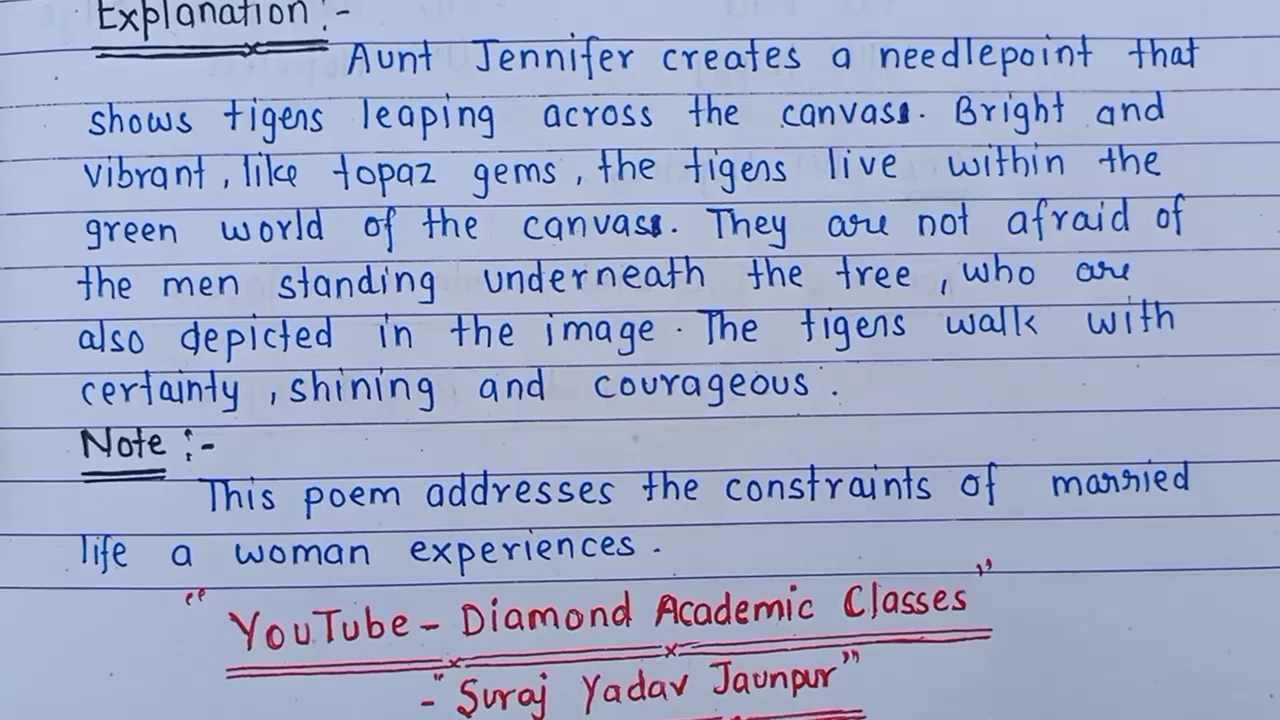 Explanation :-
Aunt Jennifer creates a needlepoint that
shows tigers leaping across the canvass. Bright and
vibrant, like topaz gems, the tigers live within the
green world of the canvass. They are not afraid of
the men standing underneath the tree, who are
also depicted in the image. The tigers walk with
certainty, shining and courageous.
Note :-
This poem addresses the constraints of married
life a woman experiences.
"YouTube - Diamond Academic Classes"
- "Suraj Yadav Jaunpur"